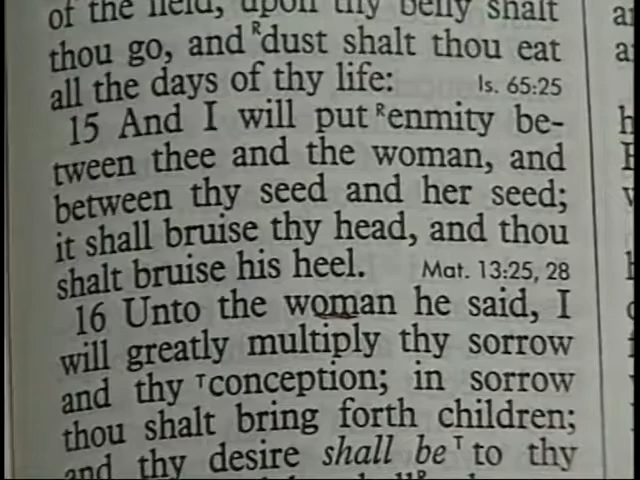 of the field, upon thy belly shalt
thou go, and ᴿdust shalt thou eat
all the days of thy life: Is. 65:25
15 And I will put ᴿenmity be-
tween thee and the woman, and
between thy seed and her seed;
it shall bruise thy head, and thou
shalt bruise his heel. Mat. 13:25, 28
16 Unto the woman he said, I
will greatly multiply thy sorrow
and thy ᵀconception; in sorrow
thou shalt bring forth children;
and thy desire shall be ᵀ to thy